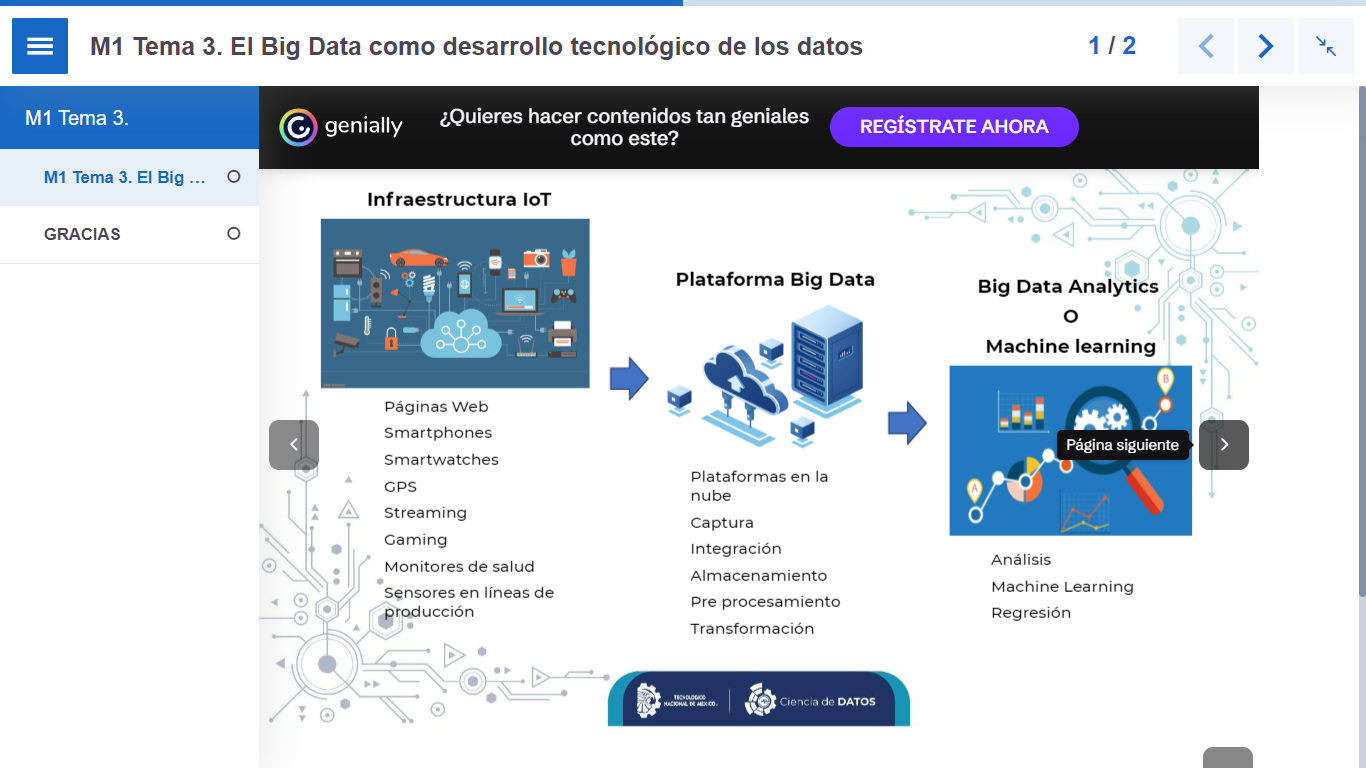 M1 Tema 3. El Big Data como desarrollo tecnológico de los datos
1 / 2
M1 Tema 3.
M1 Tema 3. El Big ...
GRACIAS
genially
¿Quieres hacer contenidos tan geniales
como este?
REGÍSTRATE AHORA
Infraestructura IoT
Páginas Web
Smartphones
Smartwatches
GPS
Streaming
Gaming
Monitores de salud
Sensores en líneas de
producción
Plataforma Big Data
Plataformas en la
nube
Captura
Integración
Almacenamiento
Pre procesamiento
Transformación
Big Data Analytics
O
Machine learning
B
A
Página siguiente
Análisis
Machine Learning
Regresión
TECNOLÓGICO
NACIONAL DE MÉXICO
Ciencia de DATOS